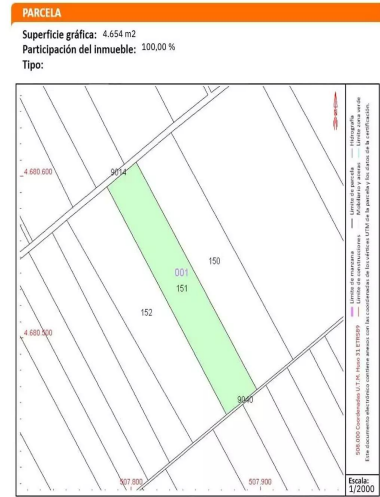 PARCELA
Superficie gráfica: 4.654 m2
Participación del inmueble: 100,00 %
Tipo:
4.680.600
9014
150
001
151
152
4.680.500
9040
507.800
507.900
508.000 Coordenadas U.T.M. Huso 31 ETRS89
Límite de manzana
Límite de parcela
Límite de construcciones
Mobiliario y aceras
Hidrografía
Límite zona verde
Este documento electrónico contiene anexos con las coordenadas de los vértices UTM de la parcela y los datos de la certificación.
Escala:
1/2000